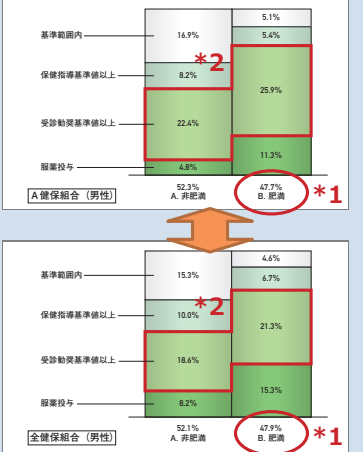 5.1%
基準範囲内 16.9% 5.4%
*2
保健指導基準値以上 8.2%
25.9%
受診勧奨基準値以上 22.4%
11.3%
服薬投与 4.8%
52.3% 47.7%
A健保組合（男性） A. 非肥満 B. 肥満 *1
4.6%
基準範囲内 15.3% 6.7%
*2
保健指導基準値以上 10.0%
21.3%
受診勧奨基準値以上 18.6%
15.3%
服薬投与 8.2%
52.1% 47.9%
全健保組合（男性） A. 非肥満 B. 肥満 *1